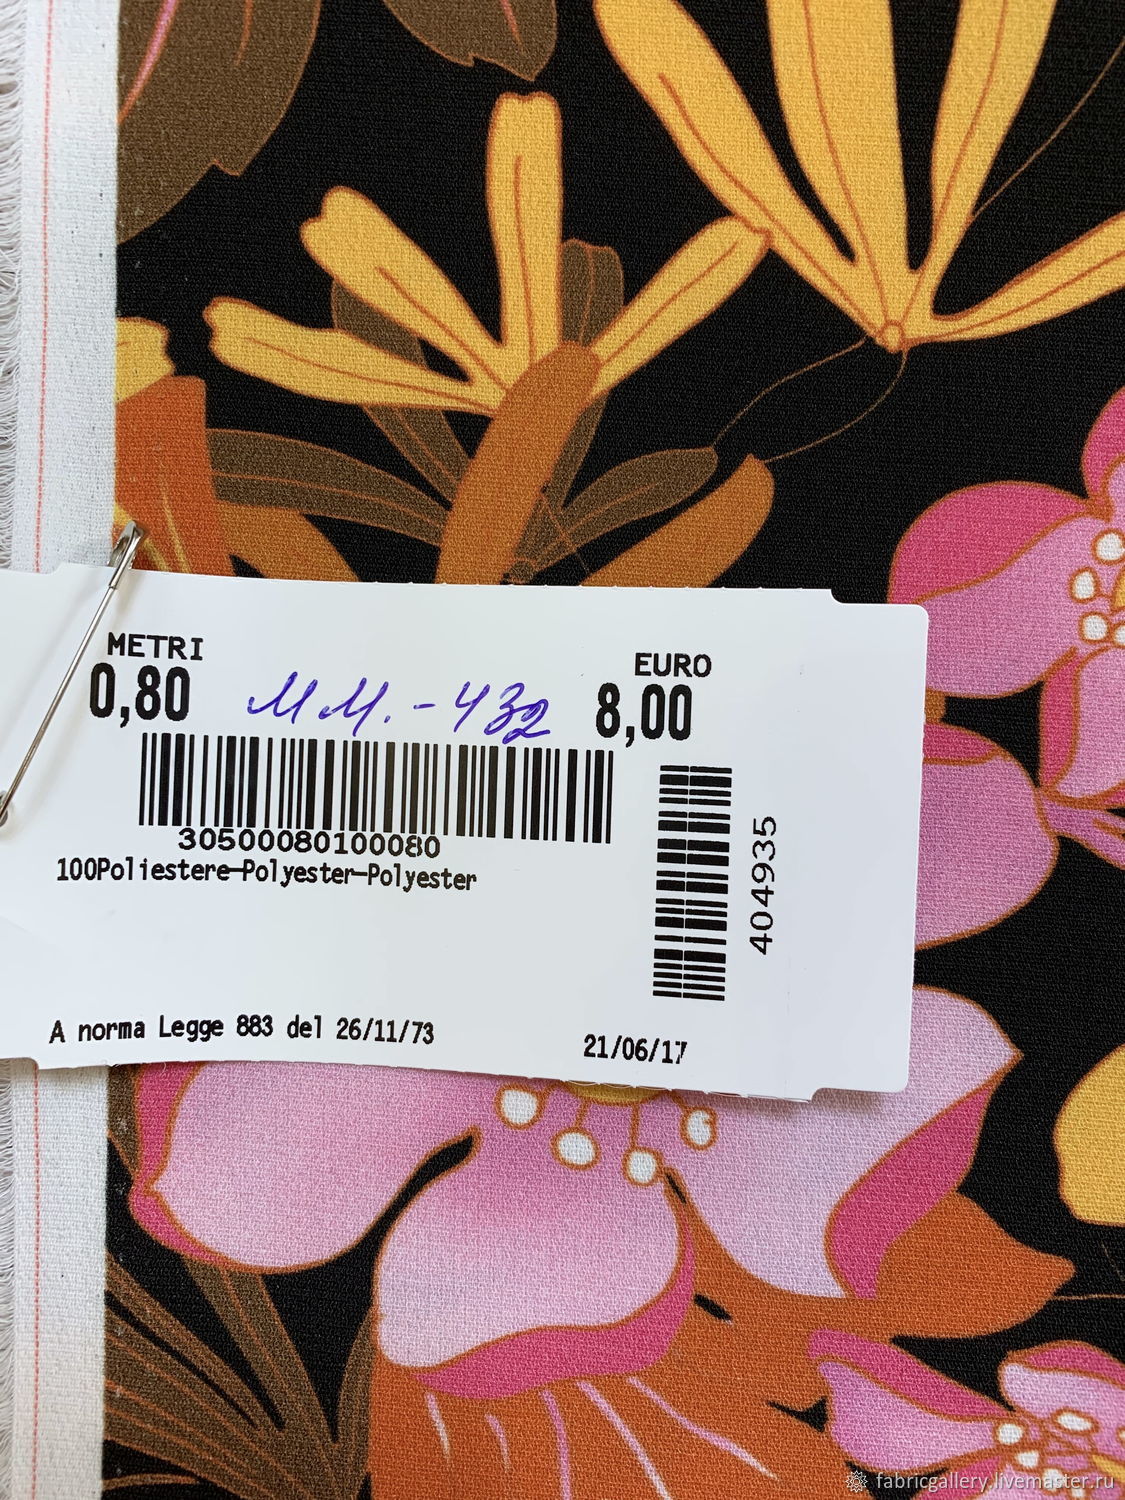 METRI
0,80
мм.-432
EURO
8,00
30500080100080
100Poliestere-Polyester-Polyester
404935
A norma Legge 883 del 26/11/73
21/06/17
fabricgallery.livemaster.ru